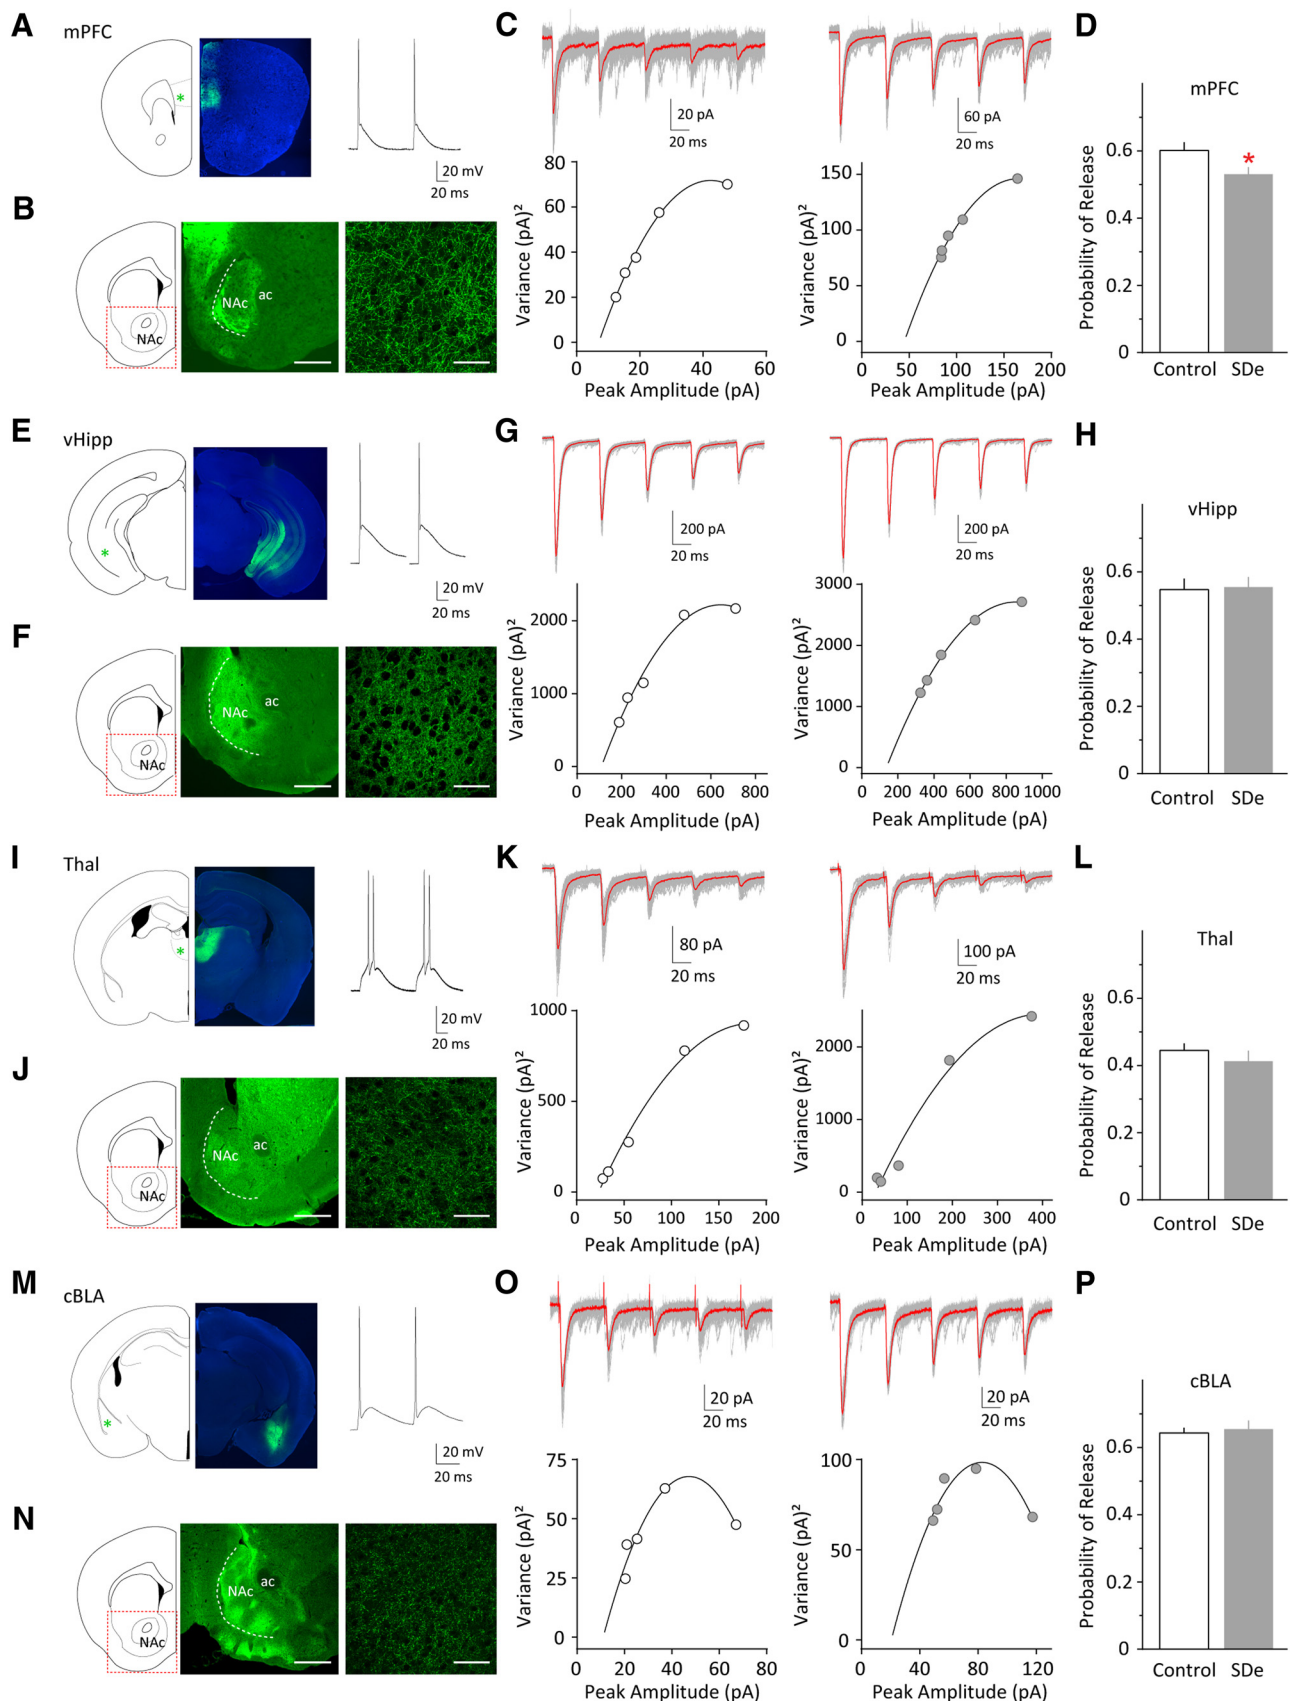 A
mPFC
*
20 mV
20 ms
B
NAc
NAc
ac
C
20 pA
20 ms
60 pA
20 ms
Variance (pA)²
80
60
40
20
0
0 20 40 60
Peak Amplitude (pA)
Variance (pA)²
150
100
50
0
0 50 100 150 200
Peak Amplitude (pA)
D
mPFC
*
Probability of Release
0.6
0.4
0.2
0
Control SDe
E
vHipp
*
20 mV
20 ms
F
NAc
NAc
ac
G
200 pA
20 ms
200 pA
20 ms
Variance (pA)²
2000
1000
0
0 200 400 600 800
Peak Amplitude (pA)
Variance (pA)²
3000
2000
1000
0
0 200 400 600 800 1000
Peak Amplitude (pA)
H
vHipp
Probability of Release
0.6
0.4
0.2
0
Control SDe
I
Thal
*
20 mV
20 ms
J
NAc
NAc
ac
K
80 pA
20 ms
100 pA
20 ms
Variance (pA)²
1000
500
0
0 50 100 150 200
Peak Amplitude (pA)
Variance (pA)²
2000
1000
0
0 100 200 300 400
Peak Amplitude (pA)
L
Thal
Probability of Release
0.6
0.4
0.2
0
Control SDe
M
cBLA
*
20 mV
20 ms
N
NAc
NAc
ac
O
20 pA
20 ms
20 pA
20 ms
Variance (pA)²
75
50
25
0
0 20 40 60 80
Peak Amplitude (pA)
Variance (pA)²
100
50
0
0 40 60 80 120
Peak Amplitude (pA)
P
cBLA
Probability of Release
0.6
0.4
0.2
0
Control SDe